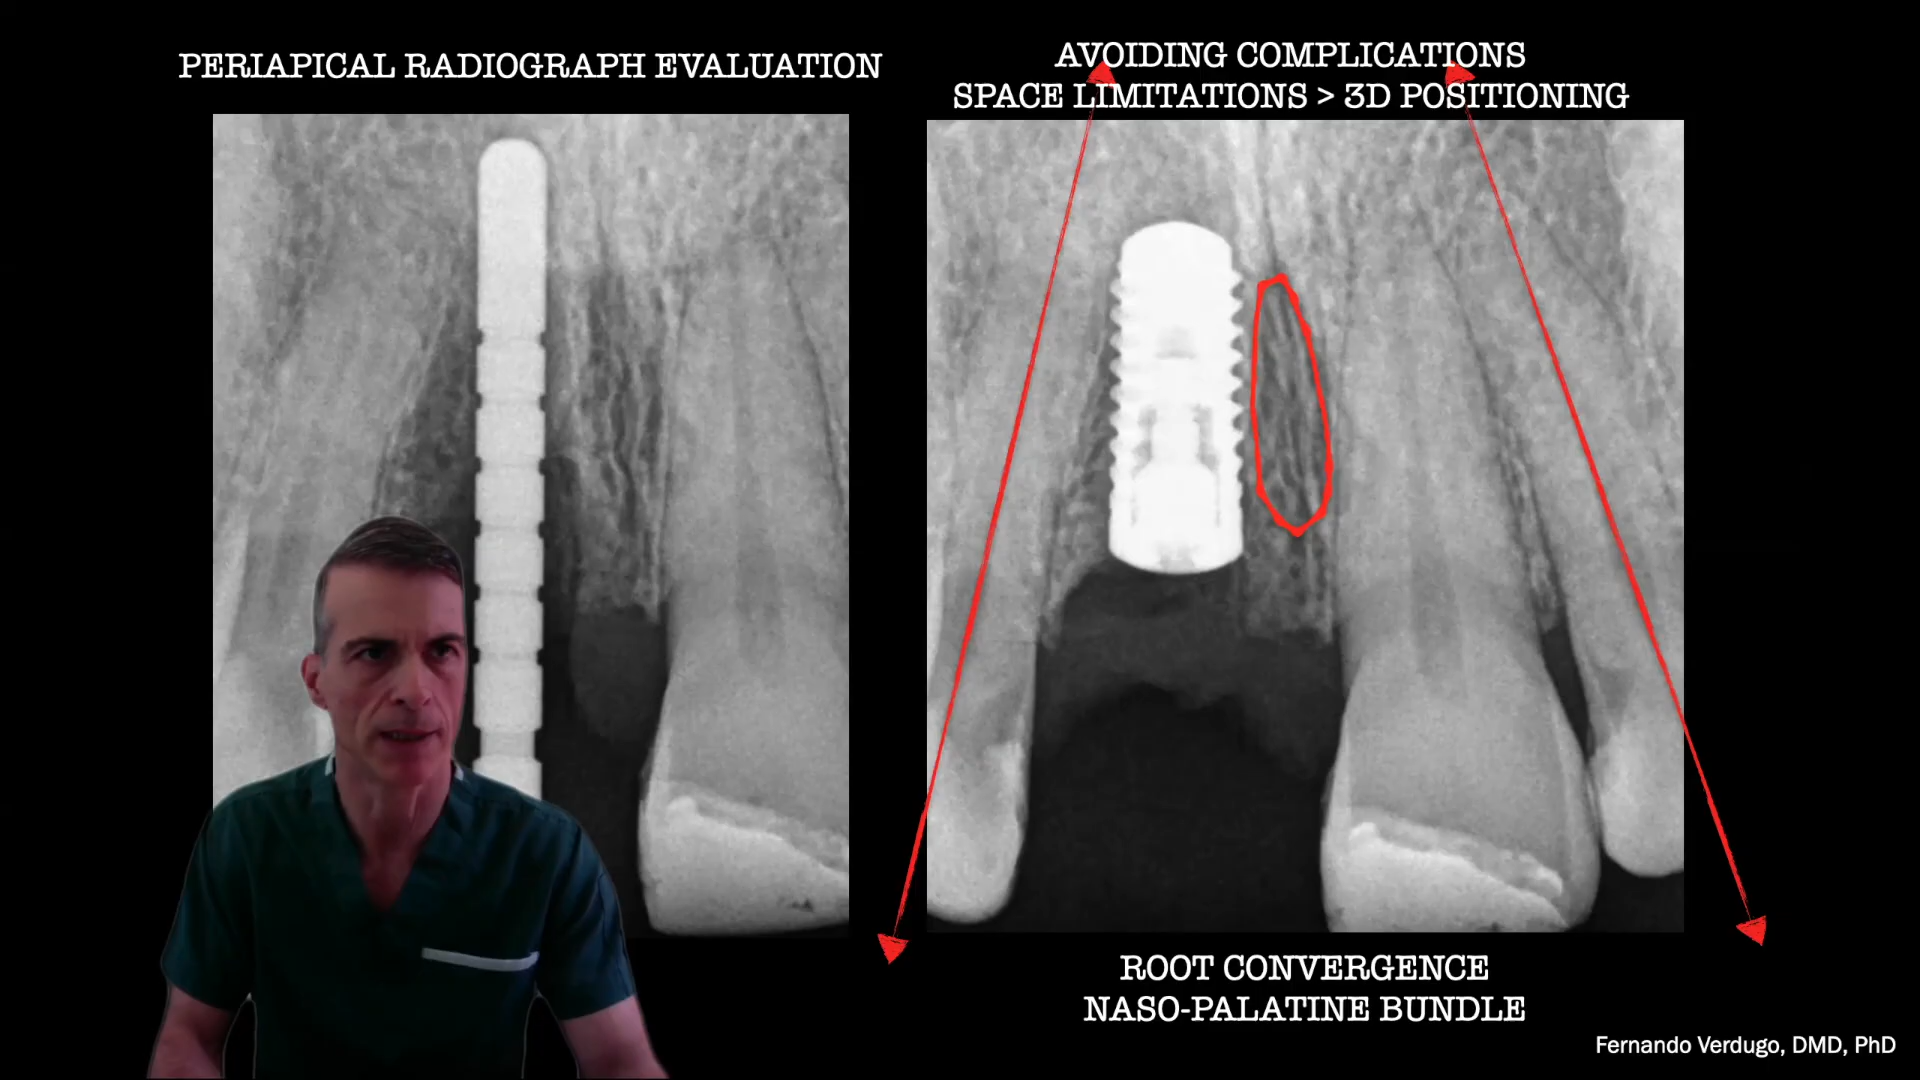 PERIAPICAL RADIOGRAPH EVALUATION
AVOIDING COMPLICATIONS
SPACE LIMITATIONS > 3D POSITIONING
ROOT CONVERGENCE
NASO-PALATINE BUNDLE
Fernando Verdugo, DMD, PhD